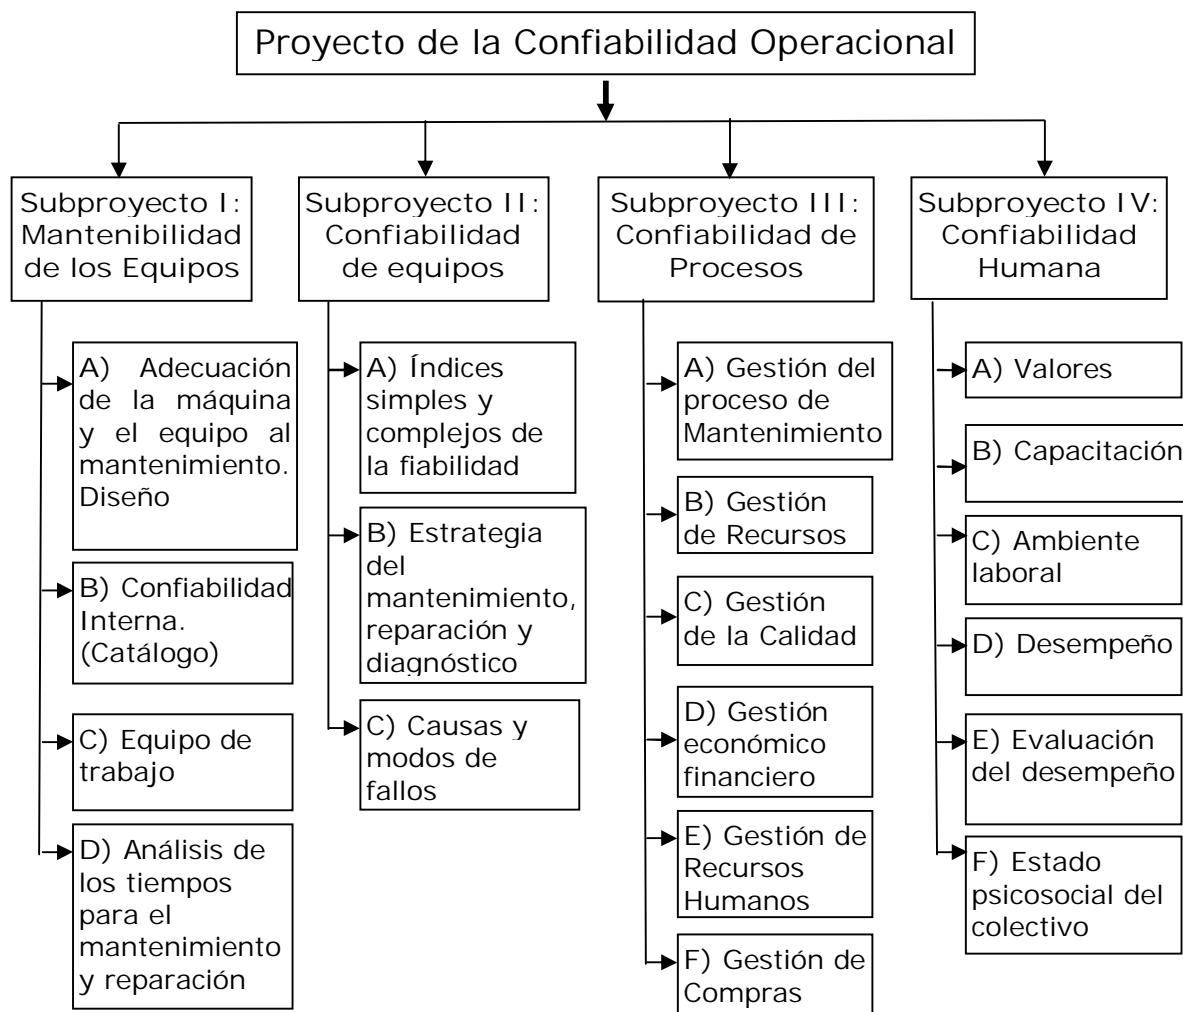 Proyecto de la Confiabilidad Operacional
Subproyecto I:
Mantenibilidad
de los Equipos
A) Adecuación
de la máquina
y el equipo al
mantenimiento.
Diseño
B) Confiabilidad
Interna.
(Catálogo)
C) Equipo de
trabajo
D) Análisis de
los tiempos
para el
mantenimiento
y reparación
Subproyecto II:
Confiabilidad
de equipos
A) Índices
simples y
complejos de
la fiabilidad
B) Estrategia
del
mantenimiento,
reparación y
diagnóstico
C) Causas y
modos de
fallos
Subproyecto III:
Confiabilidad de
Procesos
A) Gestión del
proceso de
Mantenimiento
B) Gestión
de Recursos
C) Gestión
de la Calidad
D) Gestión
económico
financiero
E) Gestión de
Recursos
Humanos
F) Gestión de
Compras
Subproyecto IV:
Confiabilidad
Humana
A) Valores
B) Capacitación
C) Ambiente
laboral
D) Desempeño
E) Evaluación
del desempeño
F) Estado
psicosocial del
colectivo